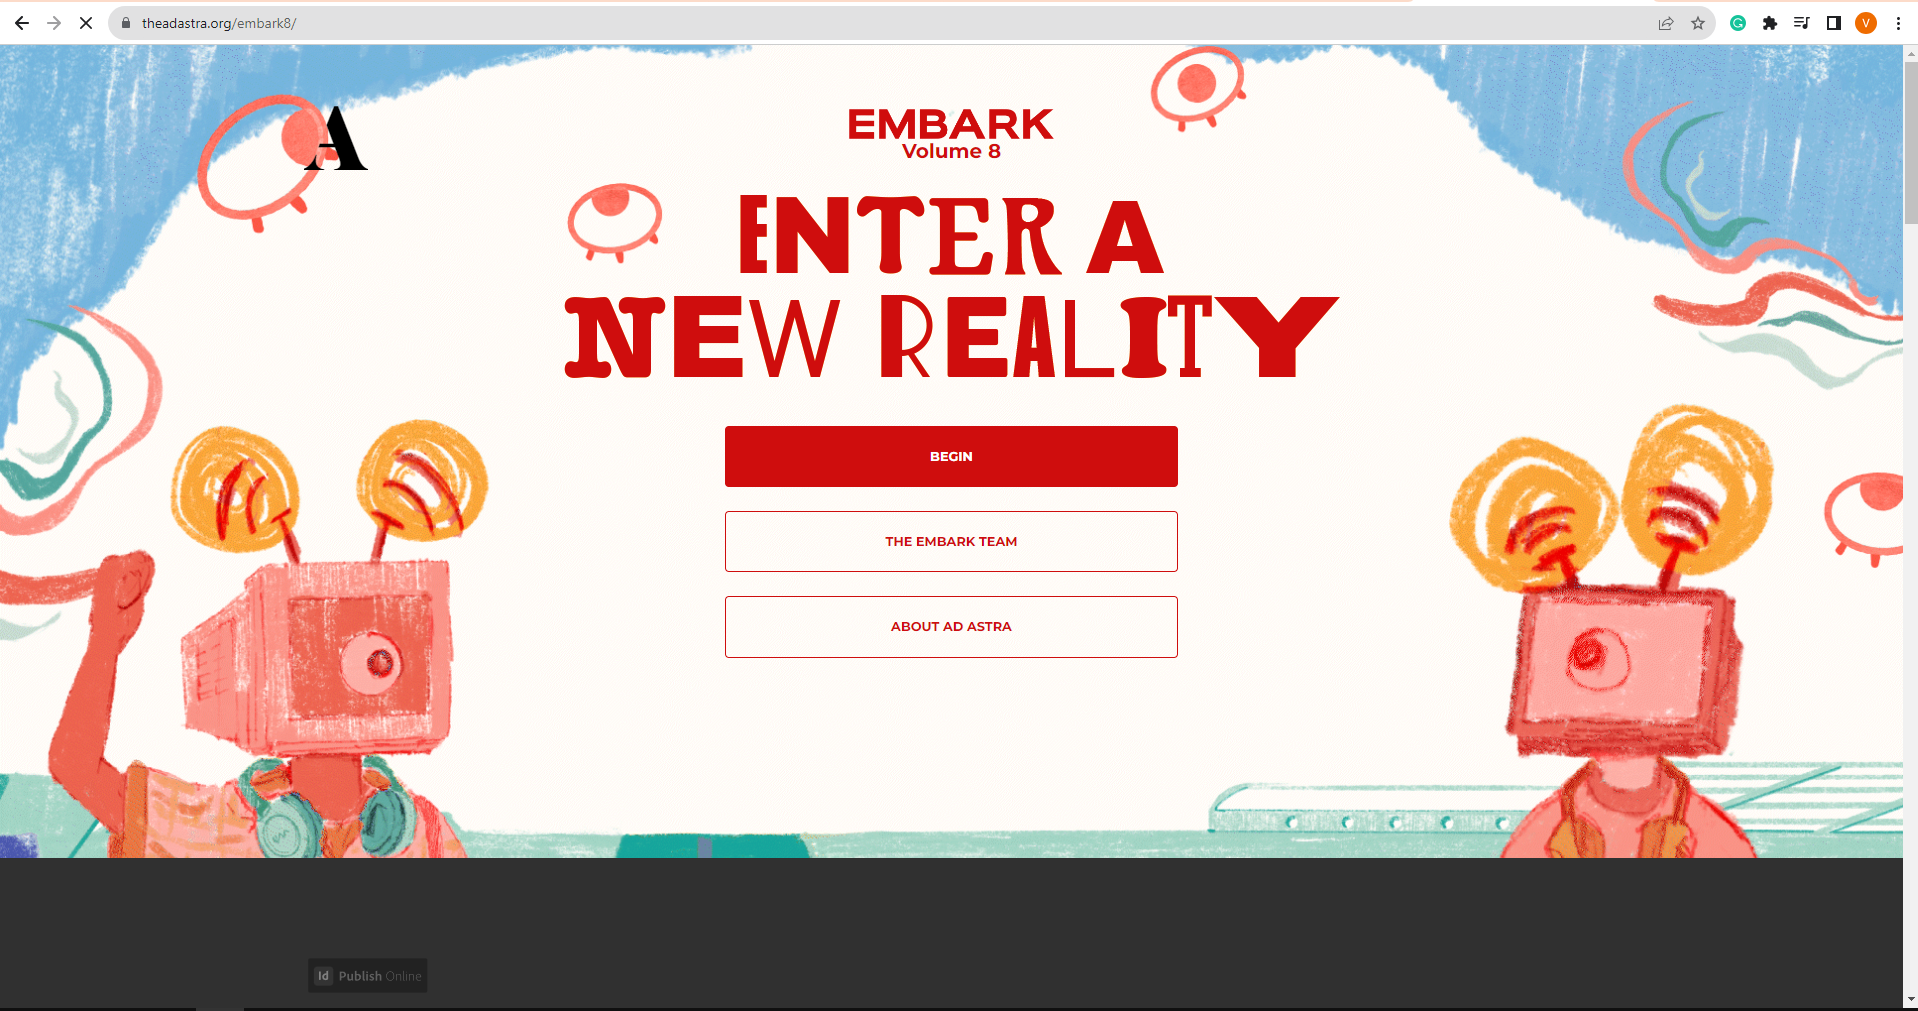 theadastra.org/embark8/
V
A
EMBARK
Volume 8
ENTER A
NEW REALITY
BEGIN
THE EMBARK TEAM
ABOUT AD ASTRA
Id Publish Online